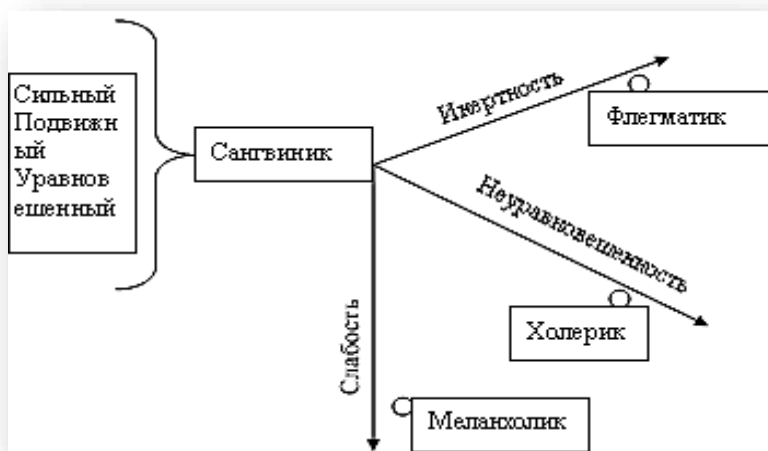 Сильный
Подвижн
ый
Уравнов
ешенный
Сангвиник
Инертность
Флегматик
Неуравновешенность
Холерик
Слабость
Меланхолик